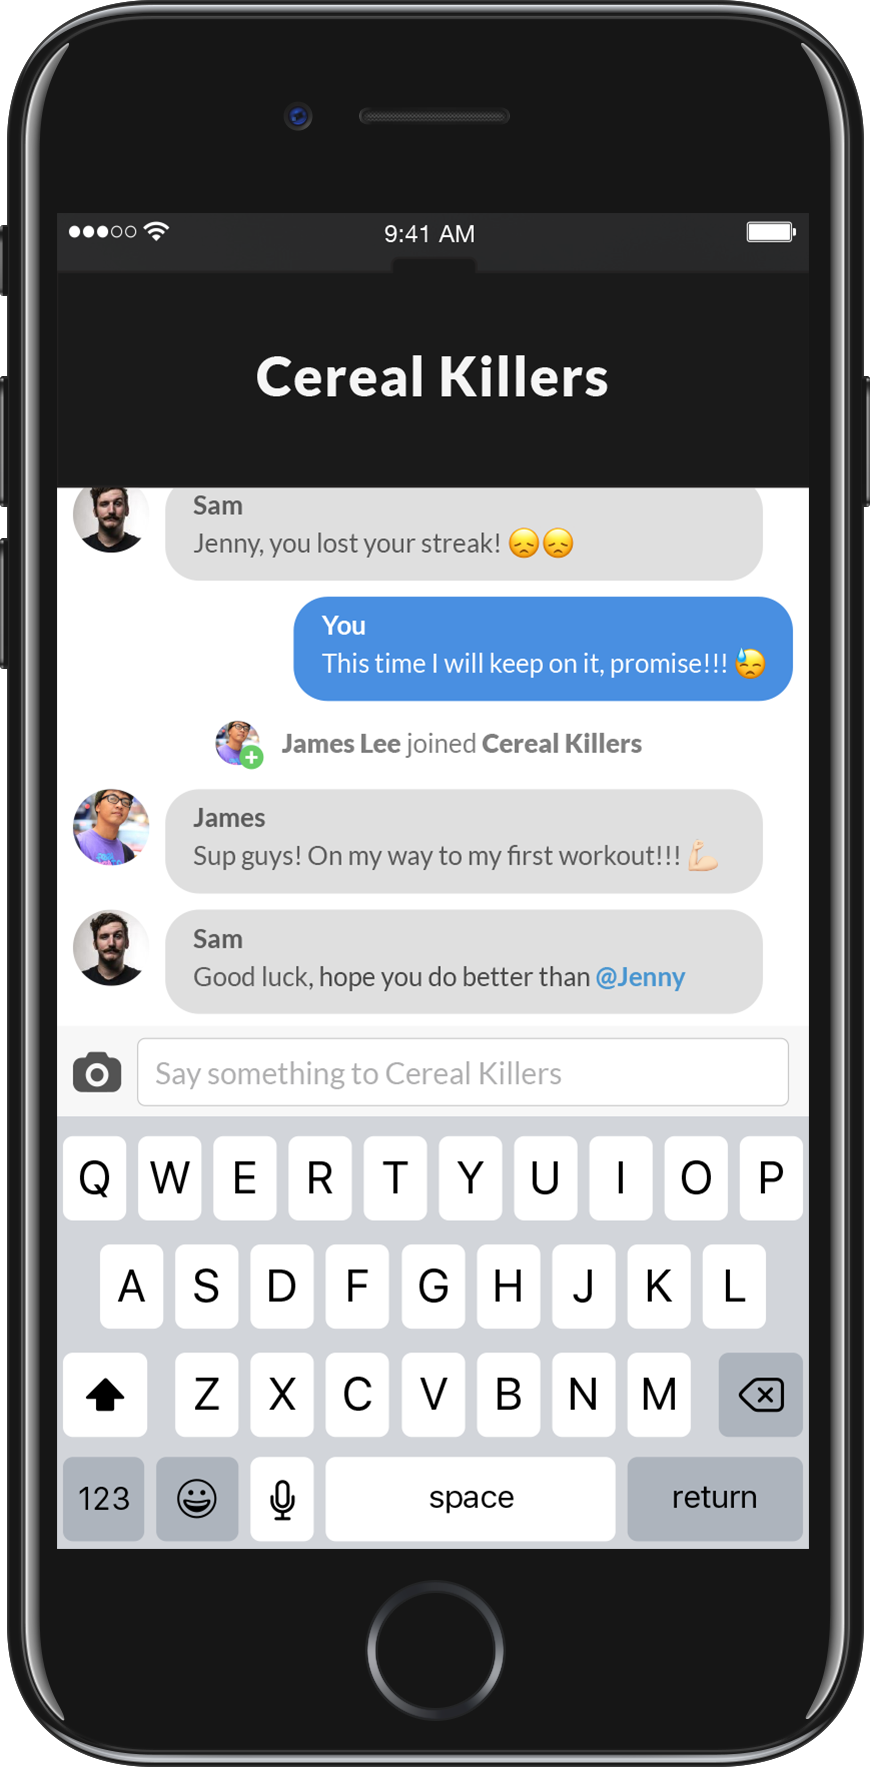 9:41 AM
Cereal Killers
Sam
Jenny, you lost your streak! 😞😞
You
This time I will keep on it, promise!!! 😓
James Lee joined Cereal Killers
James
Sup guys! On my way to my first workout!!! 💪🏻
Sam
Good luck, hope you do better than @Jenny
Say something to Cereal Killers
Q W E R T Y U I O P
A S D F G H J K L
Z X C V B N M
123 space return